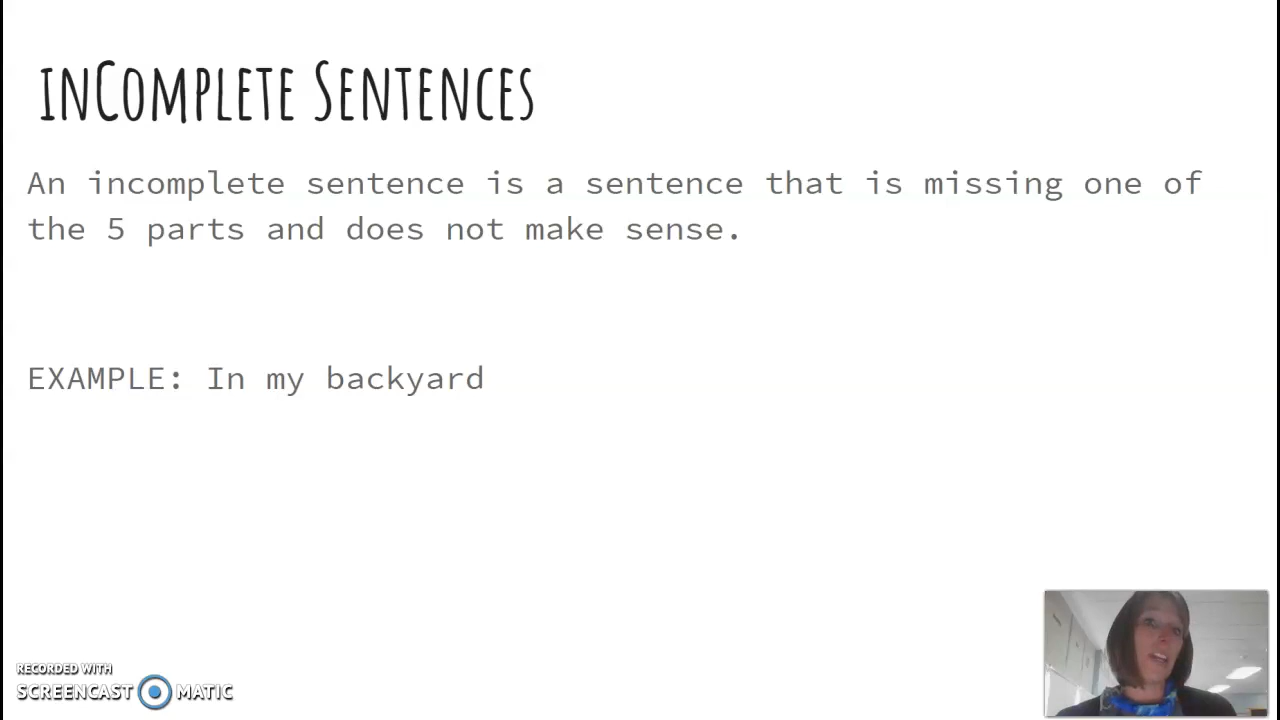 inComplete Sentences
An incomplete sentence is a sentence that is missing one of
the 5 parts and does not make sense.
EXAMPLE: In my backyard
RECORDED WITH
SCREENCAST MATIC